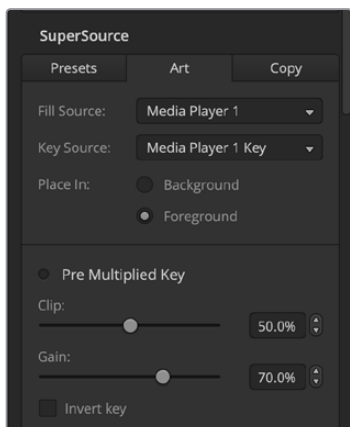 SuperSource
Presets Art Copy
Fill Source: Media Player 1
Key Source: Media Player 1 Key
Place In: Background
Foreground
Pre Multiplied Key
Clip:
50.0%
Gain:
70.0%
Invert key